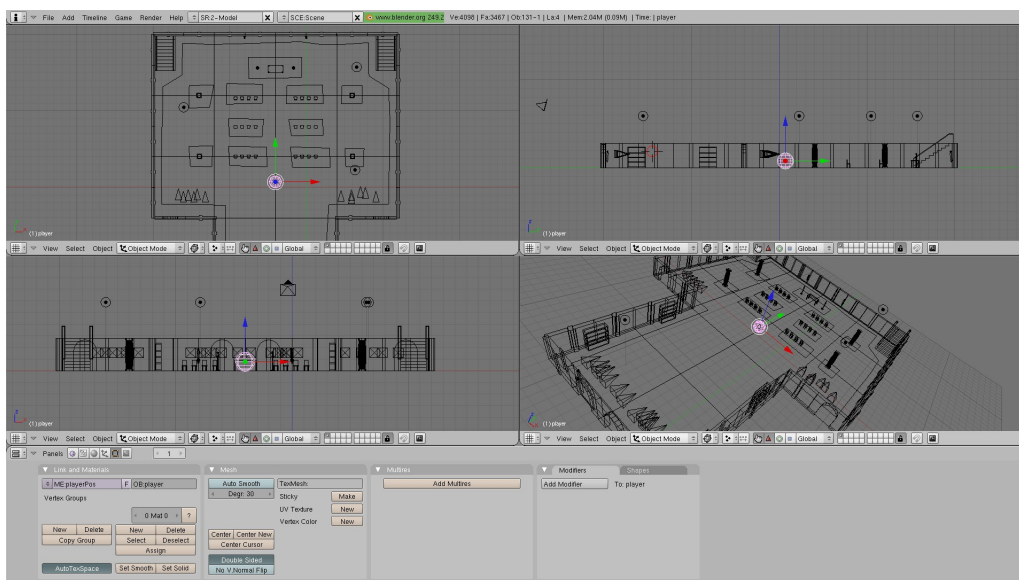 File Add Timeline Game Render Help SR:2-Model SCE:Scene www.blender.org 249.2 Ve:4098 | Fa:3467 | Ob:131-1 | La:4 | Mem:2.04M (0.09M) | Time: | player
(1) player
(1) player
View Select Object Object Mode Global
View Select Object Object Mode Global
(1) player
(1) player
View Select Object Object Mode Global
View Select Object Object Mode Global
Panels 1
Link and Materials
ME:playerPos F OB:player
Vertex Groups
0 Mat 0 ?
New Delete New Delete
Copy Group Select Deselect
Assign
AutoTexSpace Set Smooth Set Solid
Mesh
Auto Smooth TexMesh:
Degr: 30 Sticky Make
UV Texture New
Vertex Color New
Center Center New
Center Cursor
Double Sided
No V.Normal Flip
Multires
Add Multires
Modifiers Shapes
Add Modifier To: player